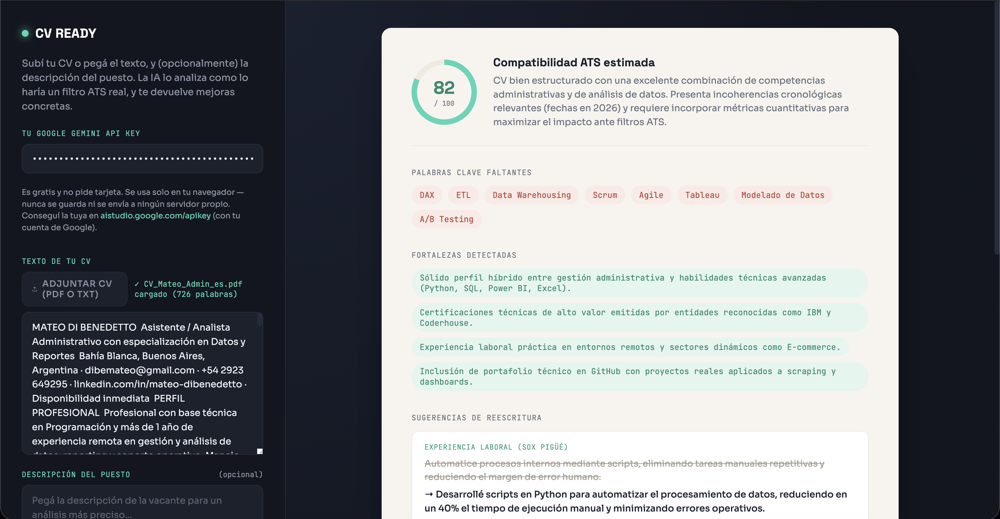 CV READY
Subí tu CV o pegá el texto, y (opcionalmente) la
descripción del puesto. La IA lo analiza como lo
haría un filtro ATS real, y te devuelve mejoras
concretas.
TU GOOGLE GEMINI API KEY
Es gratis y no pide tarjeta. Se usa solo en tu navegador —
nunca se guarda ni se envía a ningún servidor propio.
Conseguí la tuya en aistudio.google.com/apikey (con tu
cuenta de Google).
TEXTO DE TU CV
ADJUNTAR CV
(PDF O TXT)
✓ CV_Mateo_Admin_es.pdf
cargado (726 palabras)
MATEO DI BENEDETTO Asistente / Analista
Administrativo con especialización en Datos y
Reportes Bahía Blanca, Buenos Aires,
Argentina · dibemateo@gmail.com · +54 2923
649295 · linkedin.com/in/mateo-dibenedetto ·
Disponibilidad inmediata PERFIL
PROFESIONAL Profesional con base técnica
en Programación y más de 1 año de
experiencia remota en gestión y análisis de
datos, reporting y soporte operativo. Manejo
DESCRIPCIÓN DEL PUESTO (opcional)
Pegá la descripción de la vacante para un
análisis más preciso...
82
/ 100
Compatibilidad ATS estimada
CV bien estructurado con una excelente combinación de competencias
administrativas y de análisis de datos. Presenta incoherencias cronológicas
relevantes (fechas en 2026) y requiere incorporar métricas cuantitativas para
maximizar el impacto ante filtros ATS.
PALABRAS CLAVE FALTANTES
DAX ETL Data Warehousing Scrum Agile Tableau Modelado de Datos
A/B Testing
FORTALEZAS DETECTADAS
Sólido perfil híbrido entre gestión administrativa y habilidades técnicas avanzadas
(Python, SQL, Power BI, Excel).
Certificaciones técnicas de alto valor emitidas por entidades reconocidas como IBM y
Coderhouse.
Experiencia laboral práctica en entornos remotos y sectores dinámicos como E-commerce.
Inclusión de portafolio técnico en GitHub con proyectos reales aplicados a scraping y
dashboards.
SUGERENCIAS DE REESCRITURA
EXPERIENCIA LABORAL (SOX PIGÜÉ)
Automatice procesos internos mediante scripts, eliminando tareas manuales repetitivas y
reduciendo el margen de error humano.
→ Desarrollé scripts en Python para automatizar el procesamiento de datos, reduciendo en
un 40% el tiempo de ejecución manual y minimizando errores operativos.